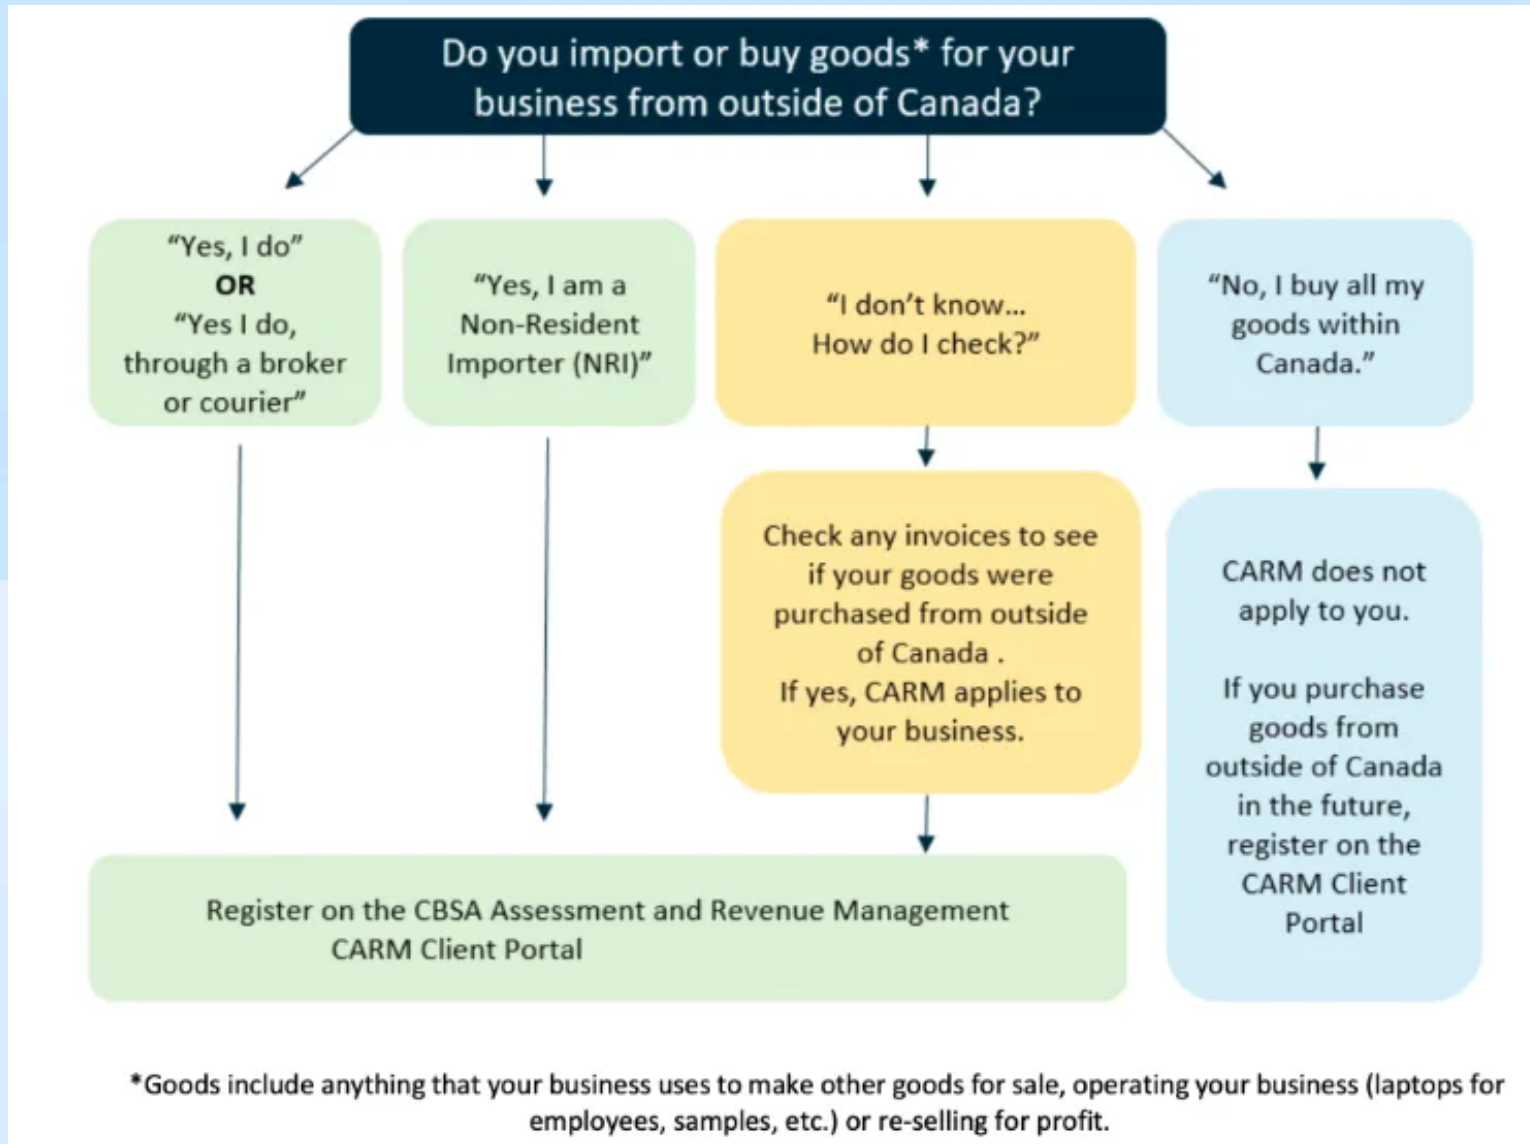 Do you import or buy goods* for your
business from outside of Canada?
“Yes, I do”
OR
“Yes I do,
through a broker
or courier”
“Yes, I am a
Non-Resident
Importer (NRI)”
“I don’t know...
How do I check?”
“No, I buy all my
goods within
Canada.”
Check any invoices to see
if your goods were
purchased from outside
of Canada .
If yes, CARM applies to
your business.
CARM does not
apply to you.
If you purchase
goods from
outside of Canada
in the future,
register on the
CARM Client
Portal
Register on the CBSA Assessment and Revenue Management
CARM Client Portal
*Goods include anything that your business uses to make other goods for sale, operating your business (laptops for
employees, samples, etc.) or re-selling for profit.